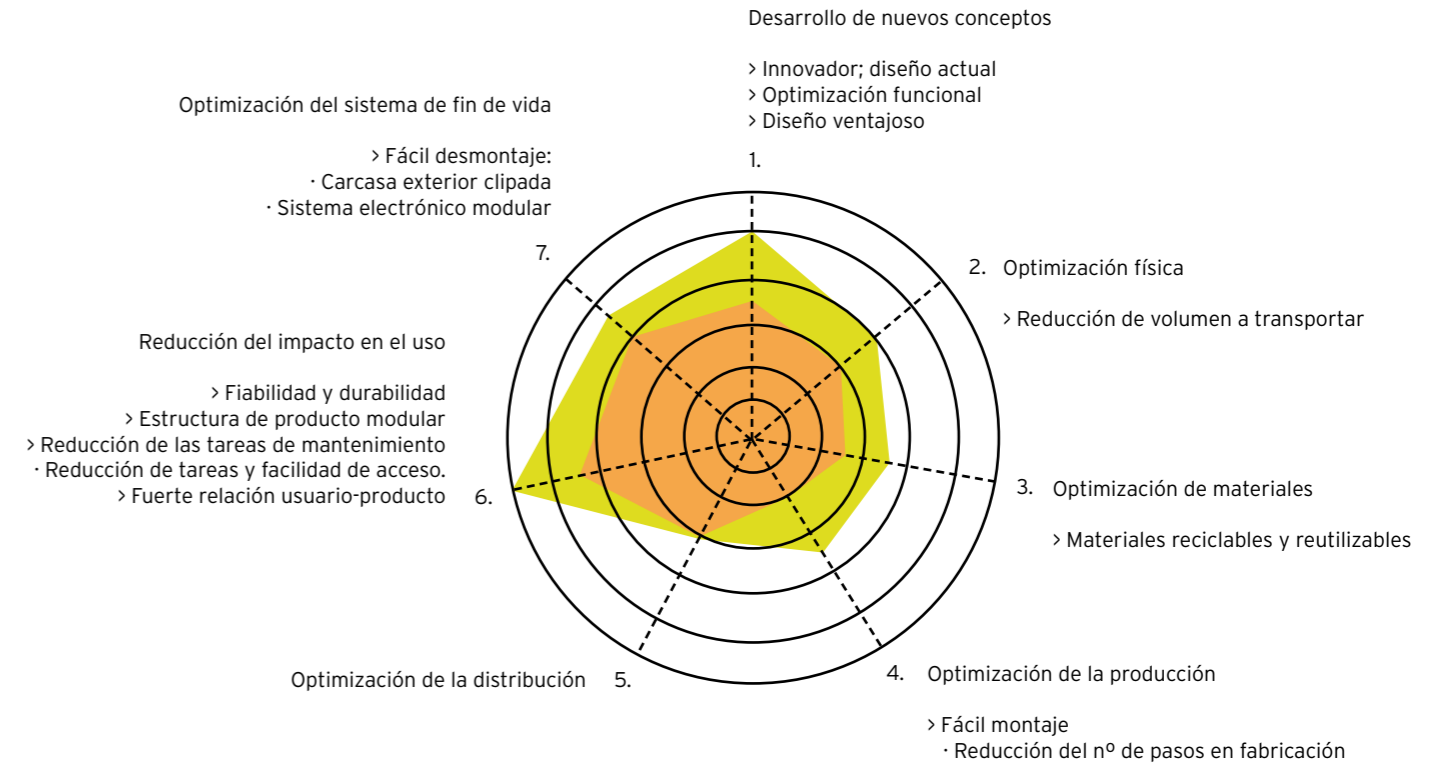 Desarrollo de nuevos conceptos
> Innovador; diseño actual
> Optimización funcional
> Diseño ventajoso
1.
2. Optimización física
> Reducción de volumen a transportar
3. Optimización de materiales
> Materiales reciclables y reutilizables
4. Optimización de la producción
> Fácil montaje
· Reducción del nº de pasos en fabricación
Optimización de la distribución 5.
Reducción del impacto en el uso
> Fiabilidad y durabilidad
> Estructura de producto modular
> Reducción de las tareas de mantenimiento
· Reducción de tareas y facilidad de acceso.
> Fuerte relación usuario-producto 6.
Optimización del sistema de fin de vida
> Fácil desmontaje:
· Carcasa exterior clipada
· Sistema electrónico modular
7.